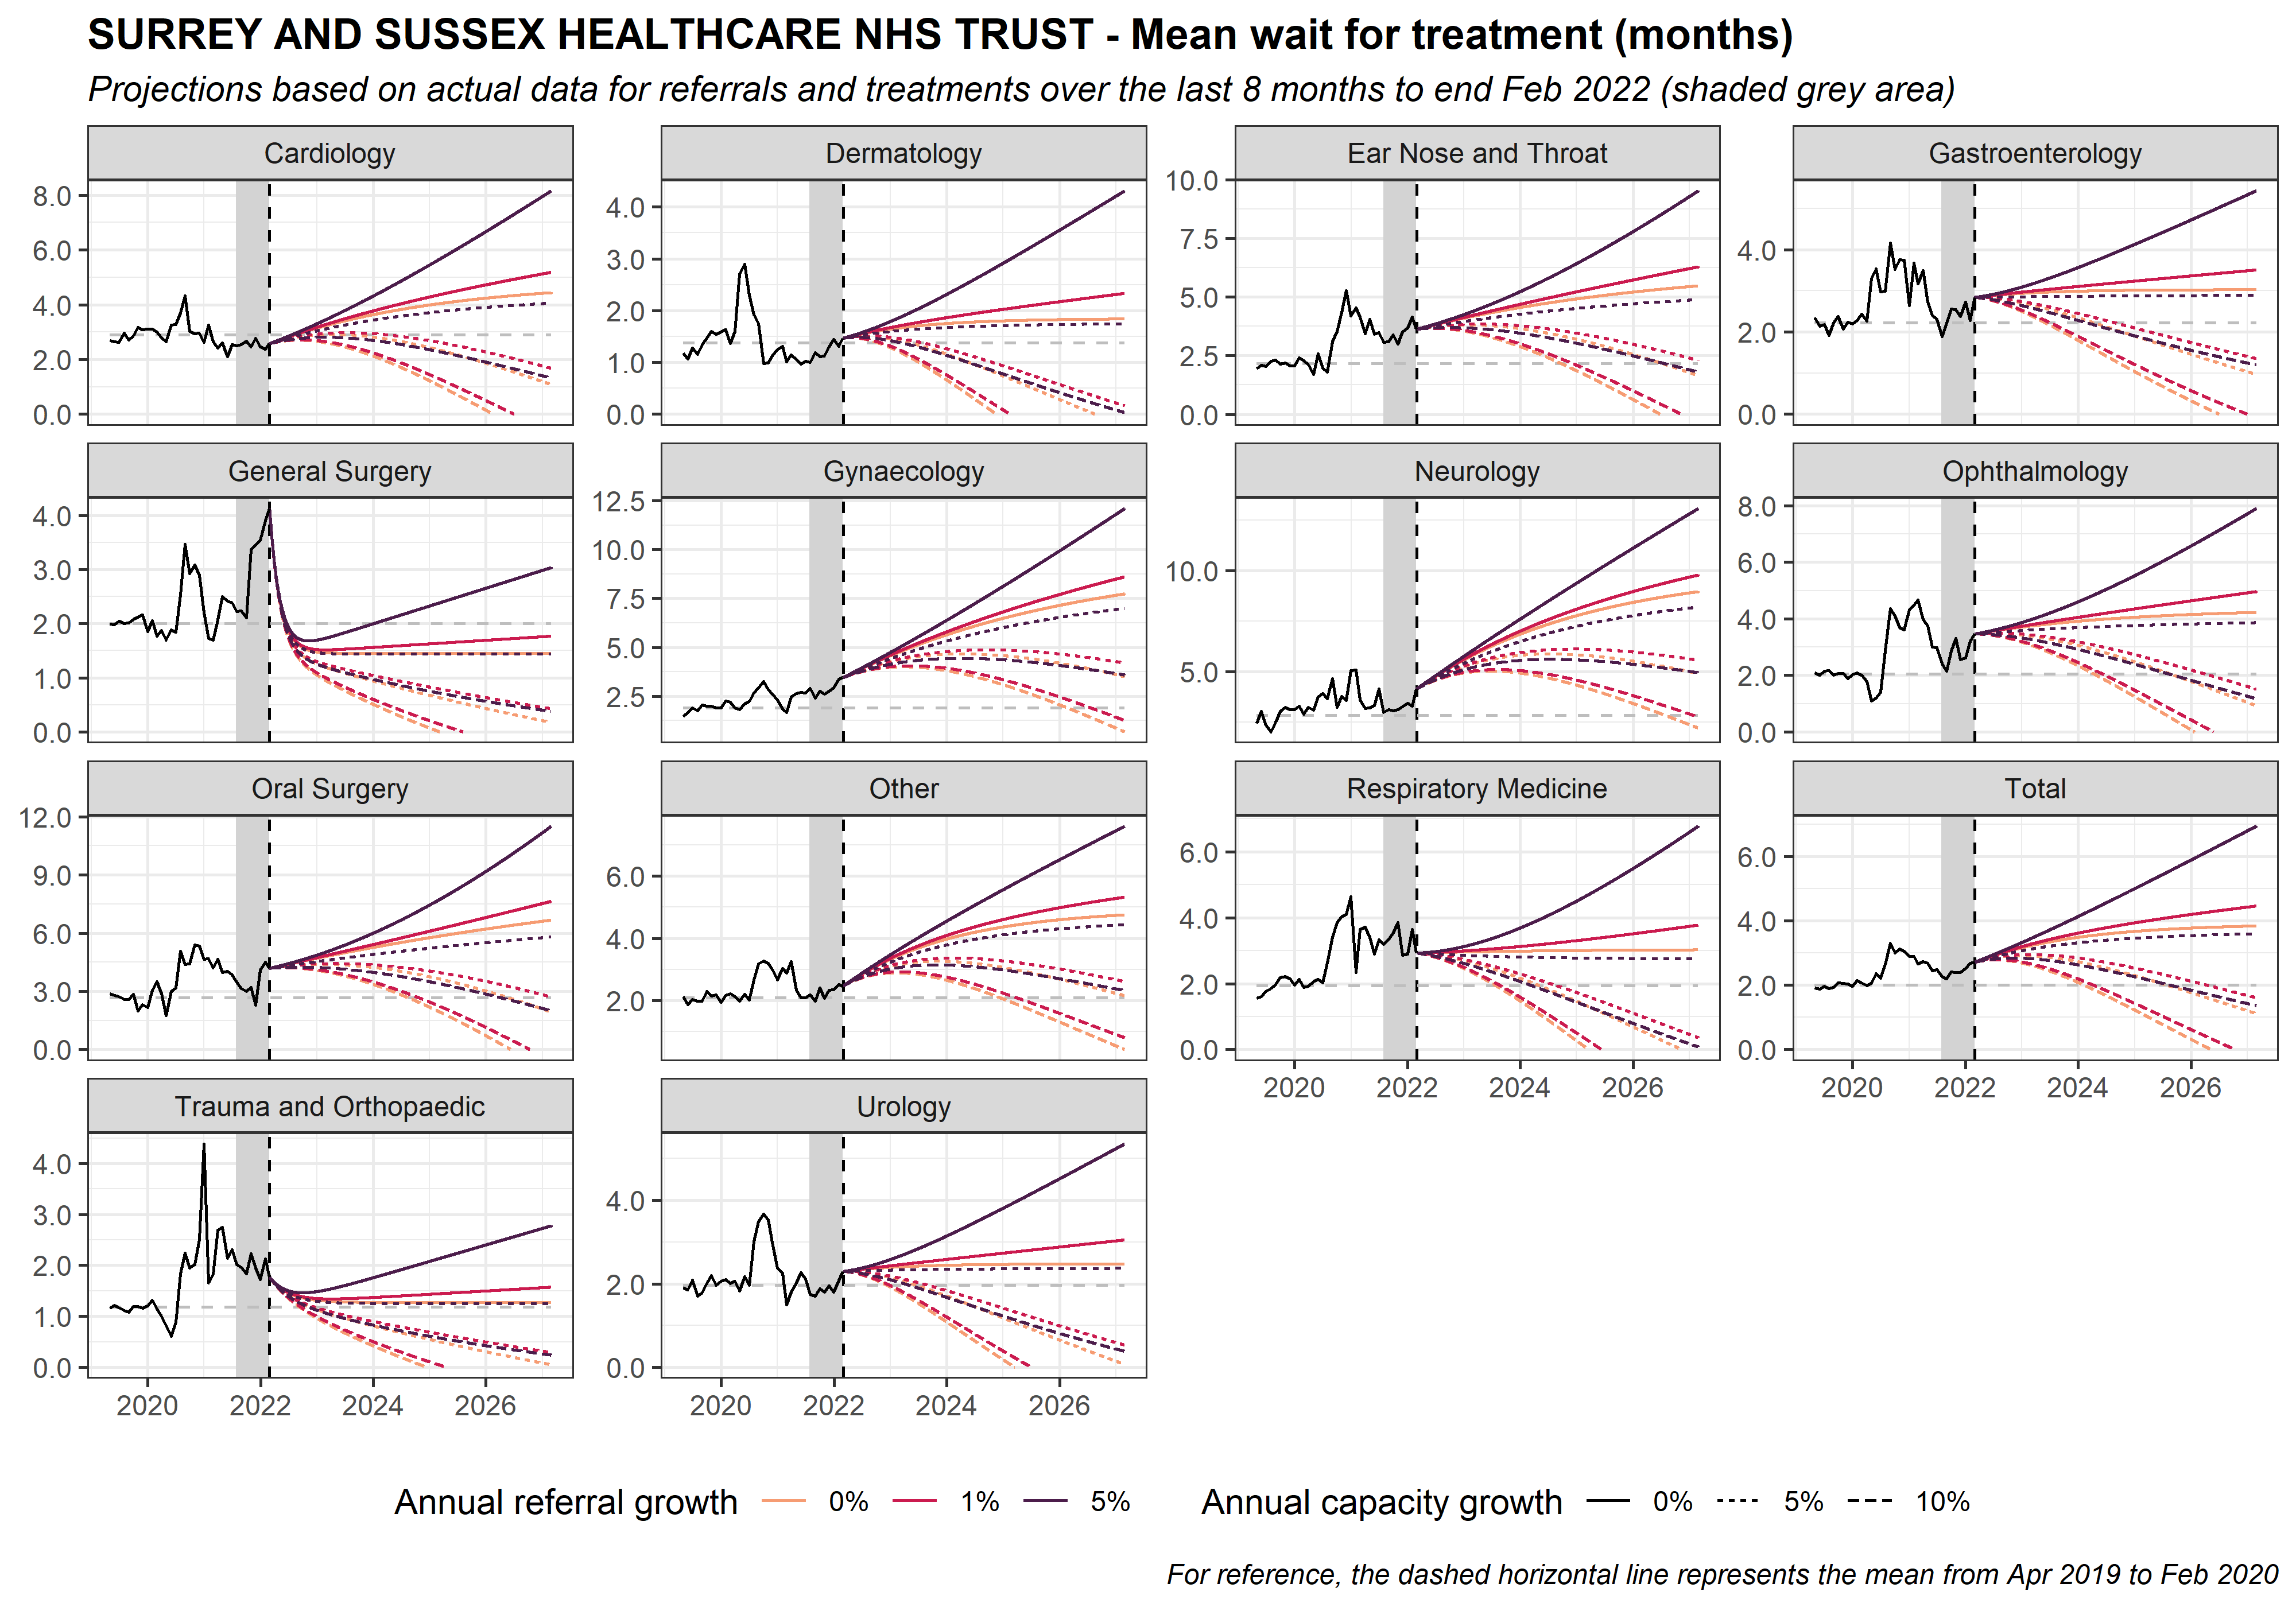 SURREY AND SUSSEX HEALTHCARE NHS TRUST - Mean wait for treatment (months)
Projections based on actual data for referrals and treatments over the last 8 months to end Feb 2022 (shaded grey area)
Cardiology
8.0
6.0
4.0
2.0
0.0
Dermatology
4.0
3.0
2.0
1.0
0.0
Ear Nose and Throat
10.0
7.5
5.0
2.5
0.0
Gastroenterology
4.0
2.0
0.0
General Surgery
4.0
3.0
2.0
1.0
0.0
Gynaecology
12.5
10.0
7.5
5.0
2.5
Neurology
10.0
5.0
Ophthalmology
8.0
6.0
4.0
2.0
0.0
Oral Surgery
12.0
9.0
6.0
3.0
0.0
Other
6.0
4.0
2.0
Respiratory Medicine
6.0
4.0
2.0
0.0
2020 2022 2024 2026
Total
6.0
4.0
2.0
0.0
2020 2022 2024 2026
Trauma and Orthopaedic
4.0
3.0
2.0
1.0
0.0
2020 2022 2024 2026
Urology
4.0
2.0
0.0
2020 2022 2024 2026
Annual referral growth 0% 1% 5% Annual capacity growth 0% 5% 10%
For reference, the dashed horizontal line represents the mean from Apr 2019 to Feb 2020